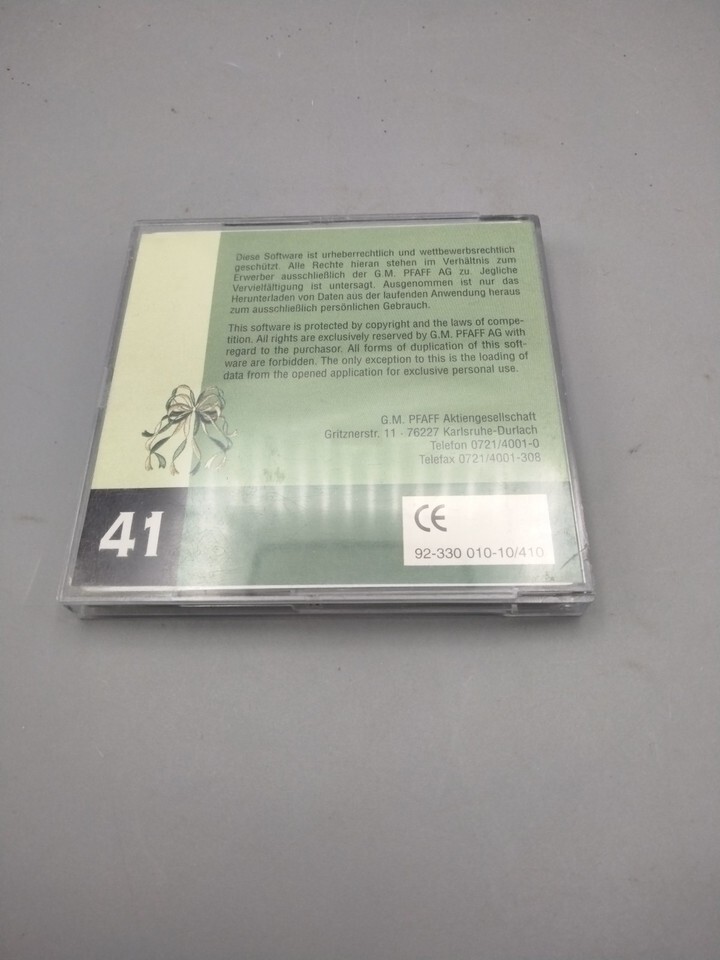 Diese Software ist urheberrechtlich und wettbewerbsrechtlich
geschützt. Alle Rechte hieran stehen im Verhältnis zum
Erwerber ausschließlich der G.M. PFAFF AG zu. Jegliche
Vervielfältigung ist untersagt. Ausgenommen ist nur das
Herunterladen von Daten aus der laufenden Anwendung heraus
zum ausschließlich persönlichen Gebrauch.
This software is protected by copyright and the laws of compe-
tition. All rights are exclusively reserved by G.M. PFAFF AG with
regard to the purchasor. All forms of duplication of this soft-
ware are forbidden. The only exception to this is the loading of
data from the opened application for exclusive personal use.
G.M. PFAFF Aktiengesellschaft
Gritznerstr. 11 - 76227 Karlsruhe-Durlach
Telefon 0721/4001-0
Telefax 0721/4001-308
41
CE
92-330 010-10/410